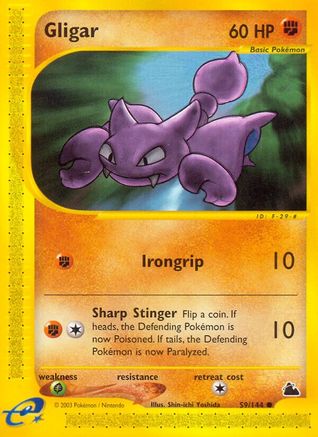 Gligar 60 HP
Basic Pokémon
ID: F-29-#
Irongrip 10
Sharp Stinger Flip a coin. If
heads, the Defending Pokémon is
now Poisoned. If tails, the Defending
Pokémon is now Paralyzed.
10
weakness resistance retreat cost
© 2003 Pokémon / Nintendo Illus. Shin-ichi Yoshida 59/144
e